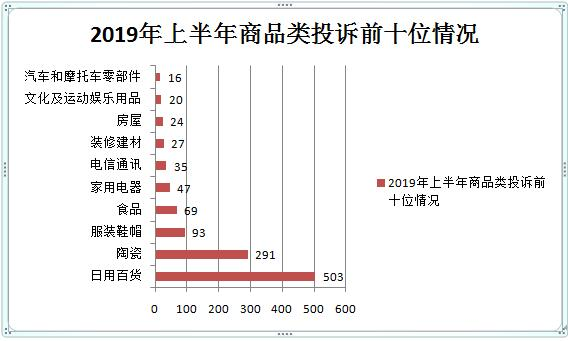 2019年上半年商品类投诉前十位情况
汽车和摩托车零部件 16
文化及运动娱乐用品 20
房屋 24
装修建材 27
电信通讯 35
家用电器 47
食品 69
服装鞋帽 93
陶瓷 291
日用百货 503
0 100 200 300 400 500 600
2019年上半年商品类投诉前
十位情况